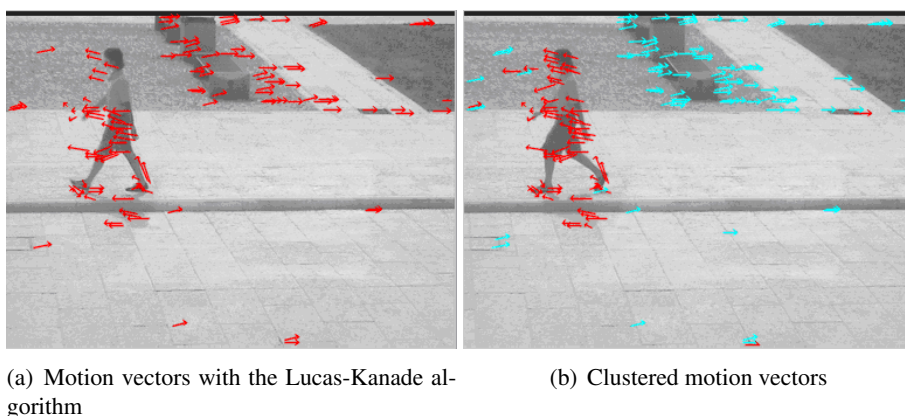 (a) Motion vectors with the Lucas-Kanade al-
gorithm
(b) Clustered motion vectors